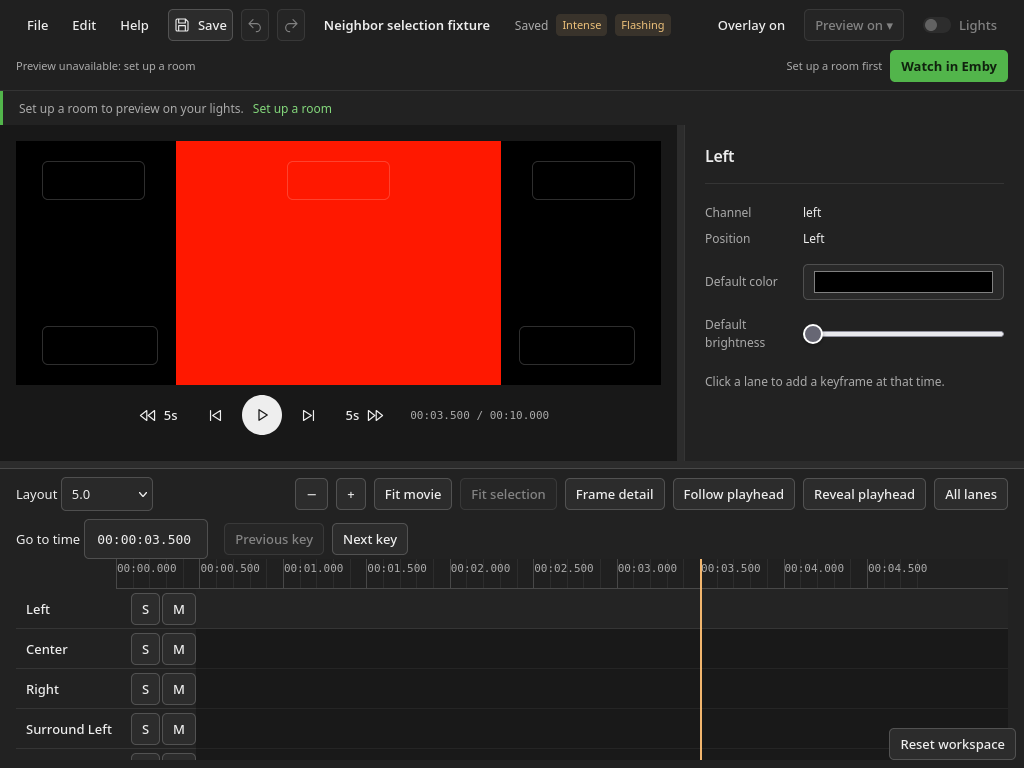 File Edit Help Save Neighbor selection fixture Saved Intense Flashing Overlay on Preview on ▾ Lights
Preview unavailable: set up a room Set up a room first Watch in Emby
Set up a room to preview on your lights. Set up a room
Left
Channel left
Position Left
Default color
Default
brightness
Click a lane to add a keyframe at that time.
5s 5s 00:03.500 / 00:10.000
Layout 5.0 − + Fit movie Fit selection Frame detail Follow playhead Reveal playhead All lanes
Go to time 00:00:03.500 Previous key Next key
00:00.000 00:00.500 00:01.000 00:01.500 00:02.000 00:02.500 00:03.000 00:03.500 00:04.000 00:04.500
Left S M
Center S M
Right S M
Surround Left S M
Reset workspace